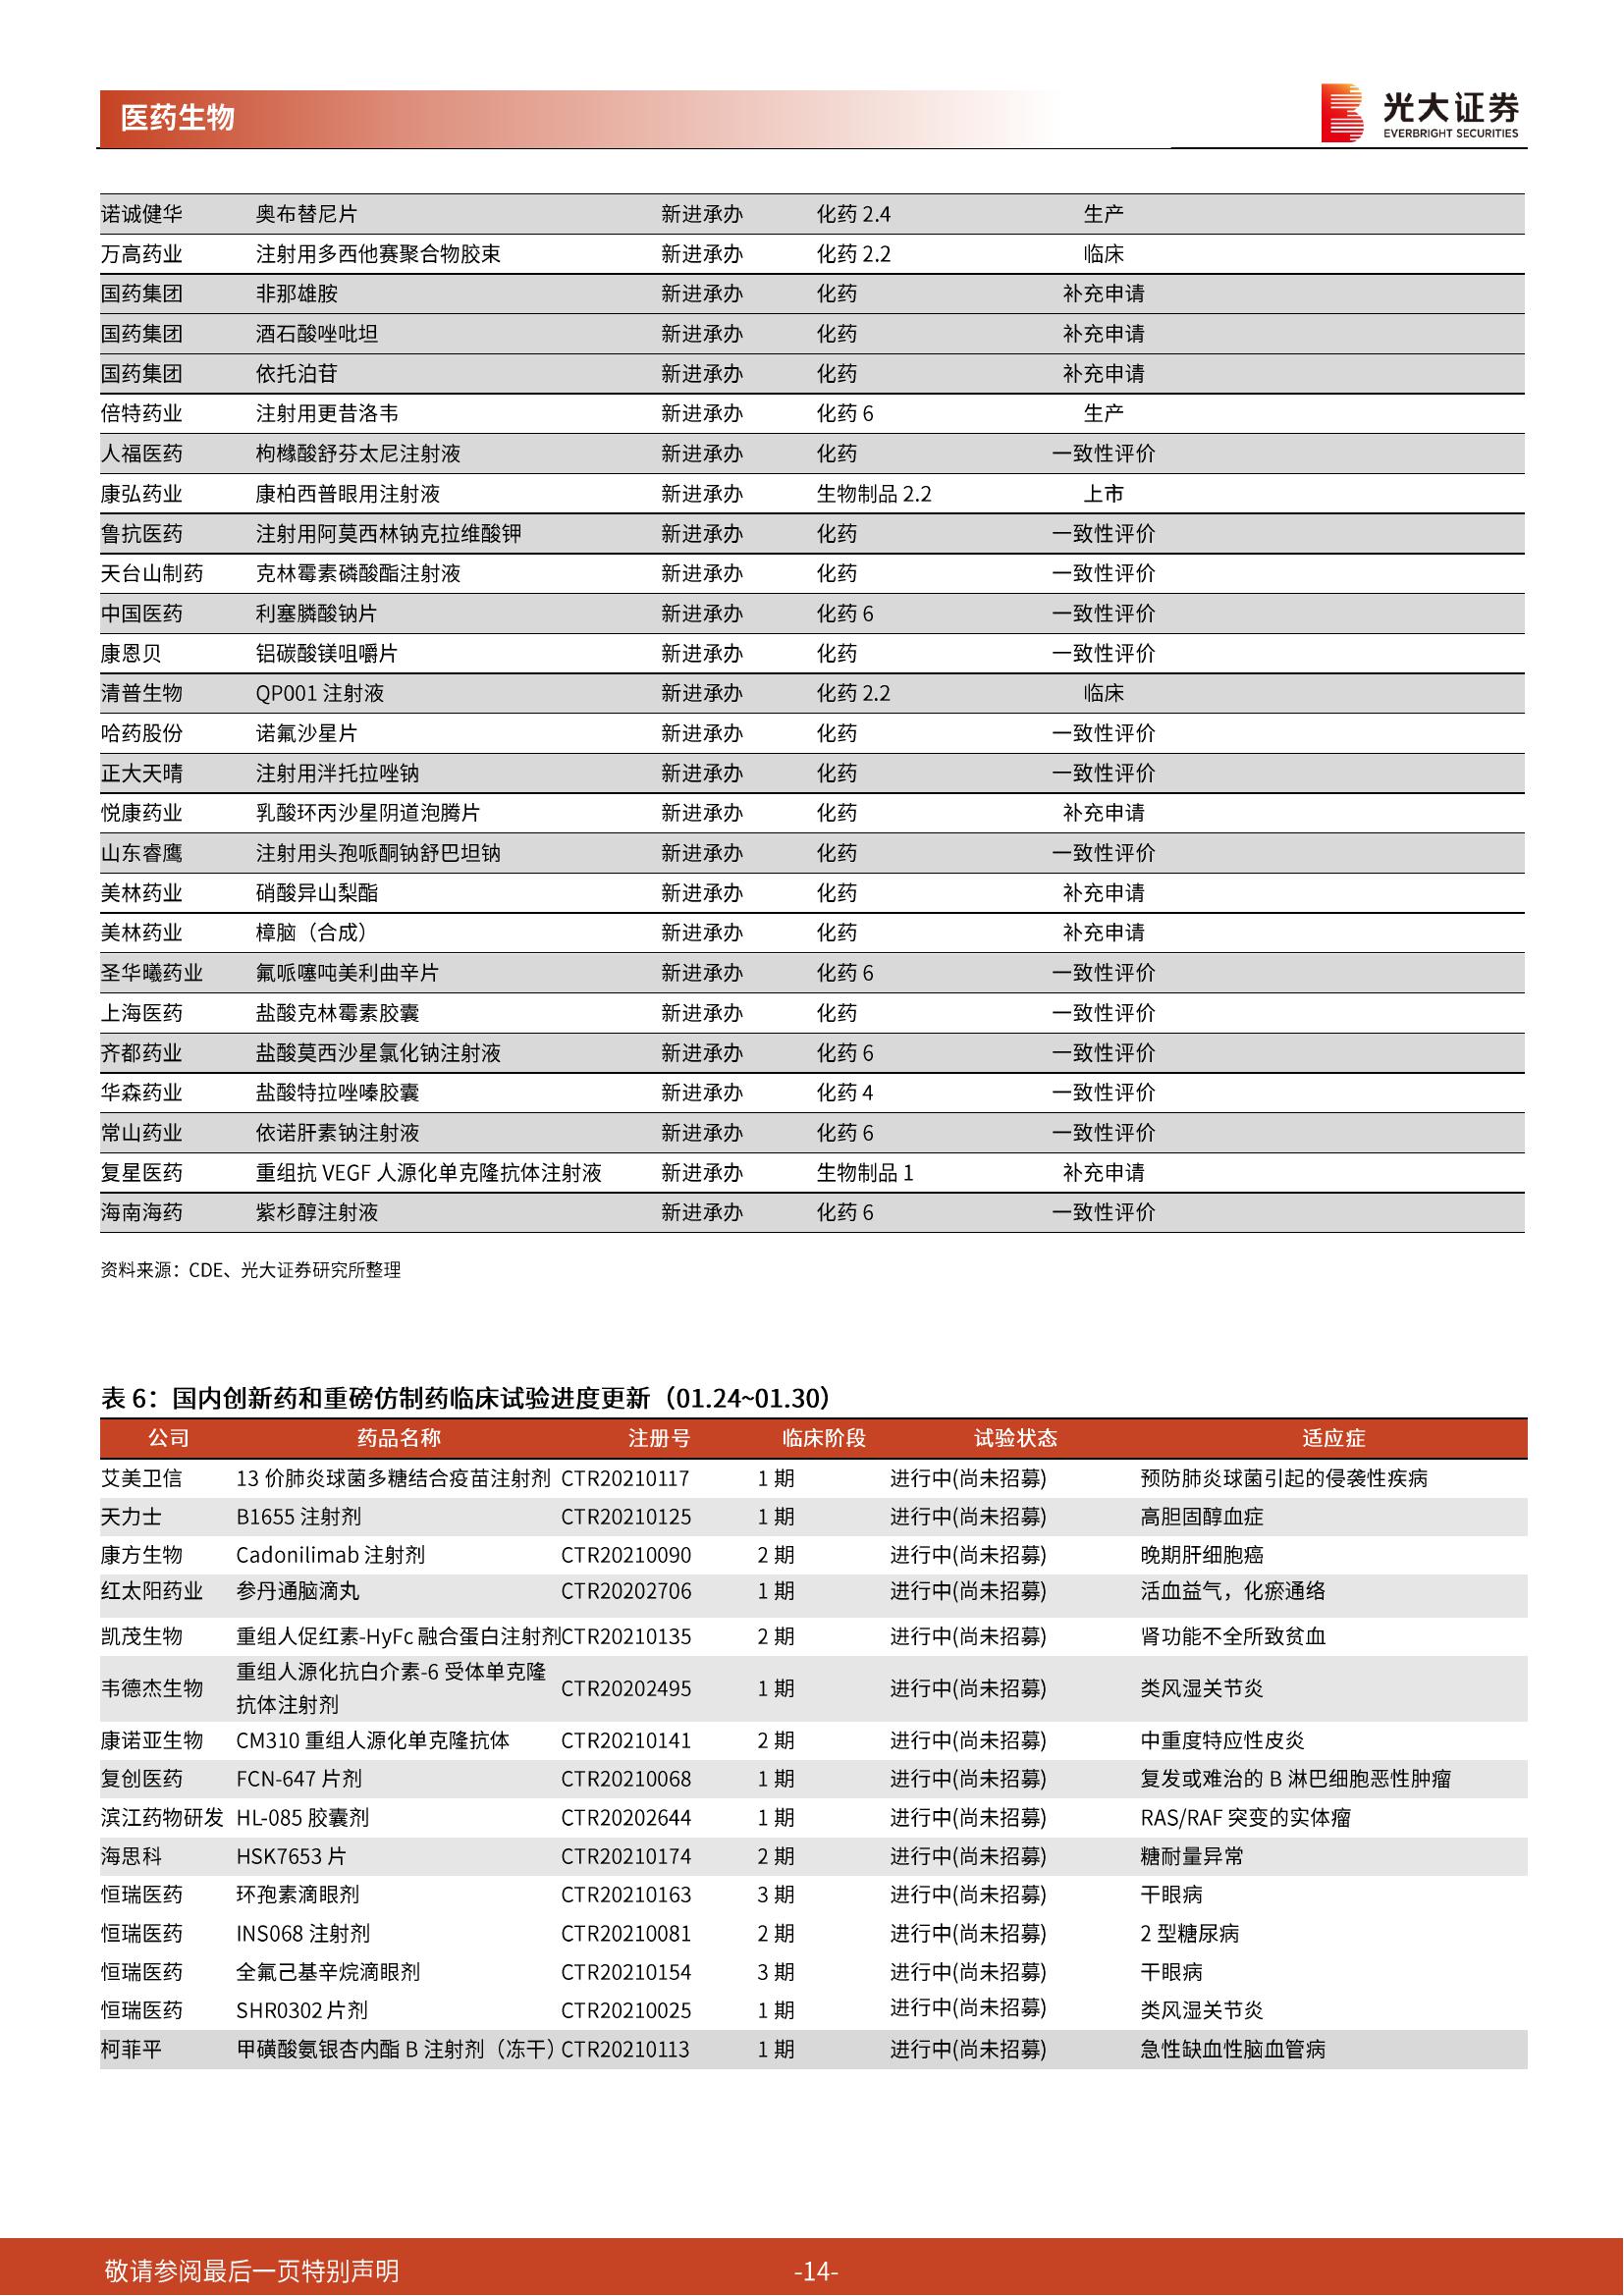 医药生物
光大证券
EVERBRIGHT SECURITIES
诺诚健华 奥布替尼片 新进承办 化药 2.4 生产
万高药业 注射用多西他赛聚合物胶束 新进承办 化药 2.2 临床
国药集团 非那雄胺 新进承办 化药 补充申请
国药集团 酒石酸唑吡坦 新进承办 化药 补充申请
国药集团 依托泊苷 新进承办 化药 补充申请
倍特药业 注射用更昔洛韦 新进承办 化药 6 生产
人福医药 枸橼酸舒芬太尼注射液 新进承办 化药 一致性评价
康弘药业 康柏西普眼用注射液 新进承办 生物制品 2.2 上市
鲁抗医药 注射用阿莫西林钠克拉维酸钾 新进承办 化药 一致性评价
天台山制药 克林霉素磷酸酯注射液 新进承办 化药 一致性评价
中国医药 利塞膦酸钠片 新进承办 化药 6 一致性评价
康恩贝 铝碳酸镁咀嚼片 新进承办 化药 一致性评价
清普生物 QP001 注射液 新进承办 化药 2.2 临床
哈药股份 诺氟沙星片 新进承办 化药 一致性评价
正大天晴 注射用泮托拉唑钠 新进承办 化药 一致性评价
悦康药业 乳酸环丙沙星阴道泡腾片 新进承办 化药 补充申请
山东睿鹰 注射用头孢哌酮钠舒巴坦钠 新进承办 化药 一致性评价
美林药业 硝酸异山梨酯 新进承办 化药 补充申请
美林药业 樟脑（合成） 新进承办 化药 补充申请
圣华曦药业 氟哌噻吨美利曲辛片 新进承办 化药 6 一致性评价
上海医药 盐酸克林霉素胶囊 新进承办 化药 一致性评价
齐都药业 盐酸莫西沙星氯化钠注射液 新进承办 化药 6 一致性评价
华森药业 盐酸特拉唑嗪胶囊 新进承办 化药 4 一致性评价
常山药业 依诺肝素钠注射液 新进承办 化药 6 一致性评价
复星医药 重组抗 VEGF 人源化单克隆抗体注射液 新进承办 生物制品 1 补充申请
海南海药 紫杉醇注射液 新进承办 化药 6 一致性评价
资料来源：CDE、光大证券研究所整理
表 6：国内创新药和重磅仿制药临床试验进度更新（01.24~01.30）
公司 药品名称 注册号 临床阶段 试验状态 适应症
艾美卫信 13 价肺炎球菌多糖结合疫苗注射剂 CTR20210117 1 期 进行中(尚未招募) 预防肺炎球菌引起的侵袭性疾病
天力士 B1655 注射剂 CTR20210125 1 期 进行中(尚未招募) 高胆固醇血症
康方生物 Cadonilimab 注射剂 CTR20210090 2 期 进行中(尚未招募) 晚期肝细胞癌
红太阳药业 参丹通脑滴丸 CTR20202706 1 期 进行中(尚未招募) 活血益气，化瘀通络
凯茂生物 重组人促红素-HyFc 融合蛋白注射剂 CTR20210135 2 期 进行中(尚未招募) 肾功能不全所致贫血
韦德杰生物 重组人源化抗白介素-6 受体单克隆
抗体注射剂 CTR20202495 1 期 进行中(尚未招募) 类风湿关节炎
康诺亚生物 CM310 重组人源化单克隆抗体 CTR20210141 2 期 进行中(尚未招募) 中重度特应性皮炎
复创医药 FCN-647 片剂 CTR20210068 1 期 进行中(尚未招募) 复发或难治的 B 淋巴细胞恶性肿瘤
滨江药物研发 HL-085 胶囊剂 CTR20202644 1 期 进行中(尚未招募) RAS/RAF 突变的实体瘤
海思科 HSK7653 片 CTR20210174 2 期 进行中(尚未招募) 糖耐量异常
恒瑞医药 环孢素滴眼剂 CTR20210163 3 期 进行中(尚未招募) 干眼病
恒瑞医药 INS068 注射剂 CTR20210081 2 期 进行中(尚未招募) 2 型糖尿病
恒瑞医药 全氟己基辛烷滴眼剂 CTR20210154 3 期 进行中(尚未招募) 干眼病
恒瑞医药 SHR0302 片剂 CTR20210025 1 期 进行中(尚未招募) 类风湿关节炎
柯菲平 甲磺酸氨银杏内酯 B 注射剂（冻干） CTR20210113 1 期 进行中(尚未招募) 急性缺血性脑血管病
敬请参阅最后一页特别声明 -14-